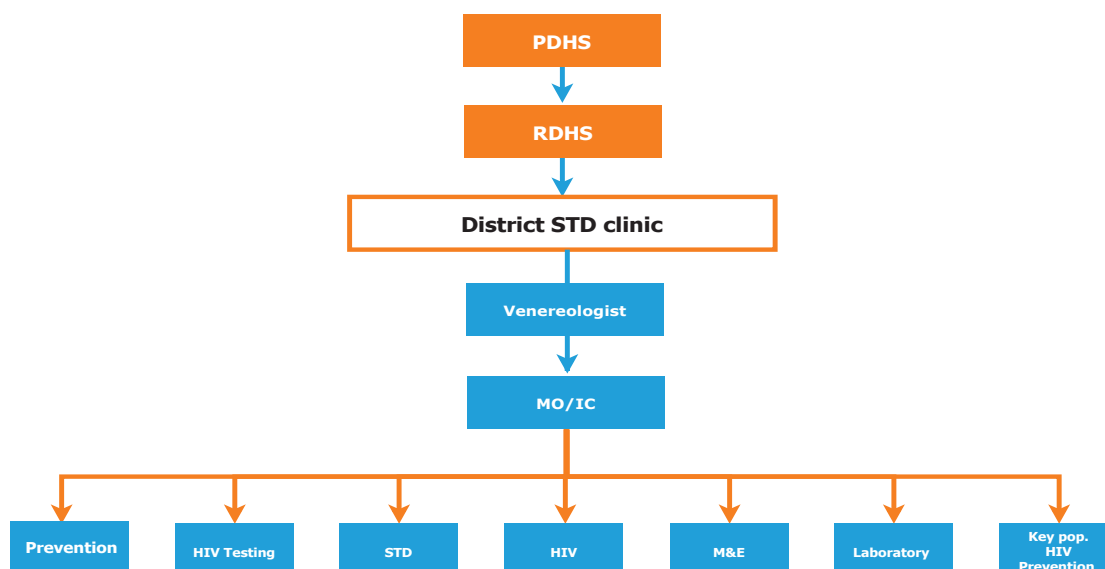 PDHS
RDHS
District STD clinic
Venereologist
MO/IC
Prevention
HIV Testing
STD
HIV
M&E
Laboratory
Key pop.
HIV
Prevention